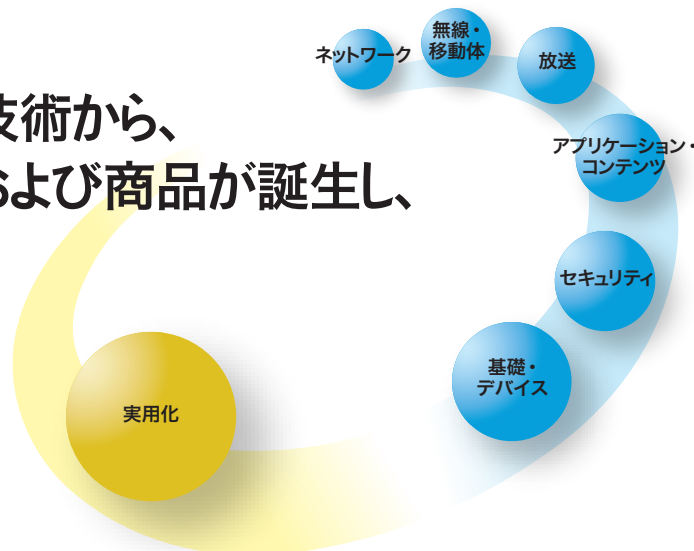 技術から、
および商品が誕生し、
ネットワーク
無線・
移動体
放送
アプリケーション・
コンテンツ
セキュリティ
基礎・
デバイス
実用化